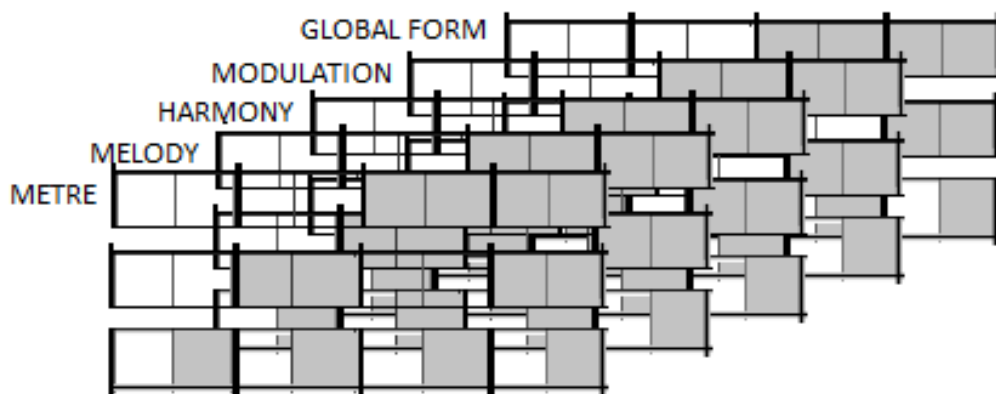 GLOBAL FORM
MODULATION
HARMONY
MELODY
METRE